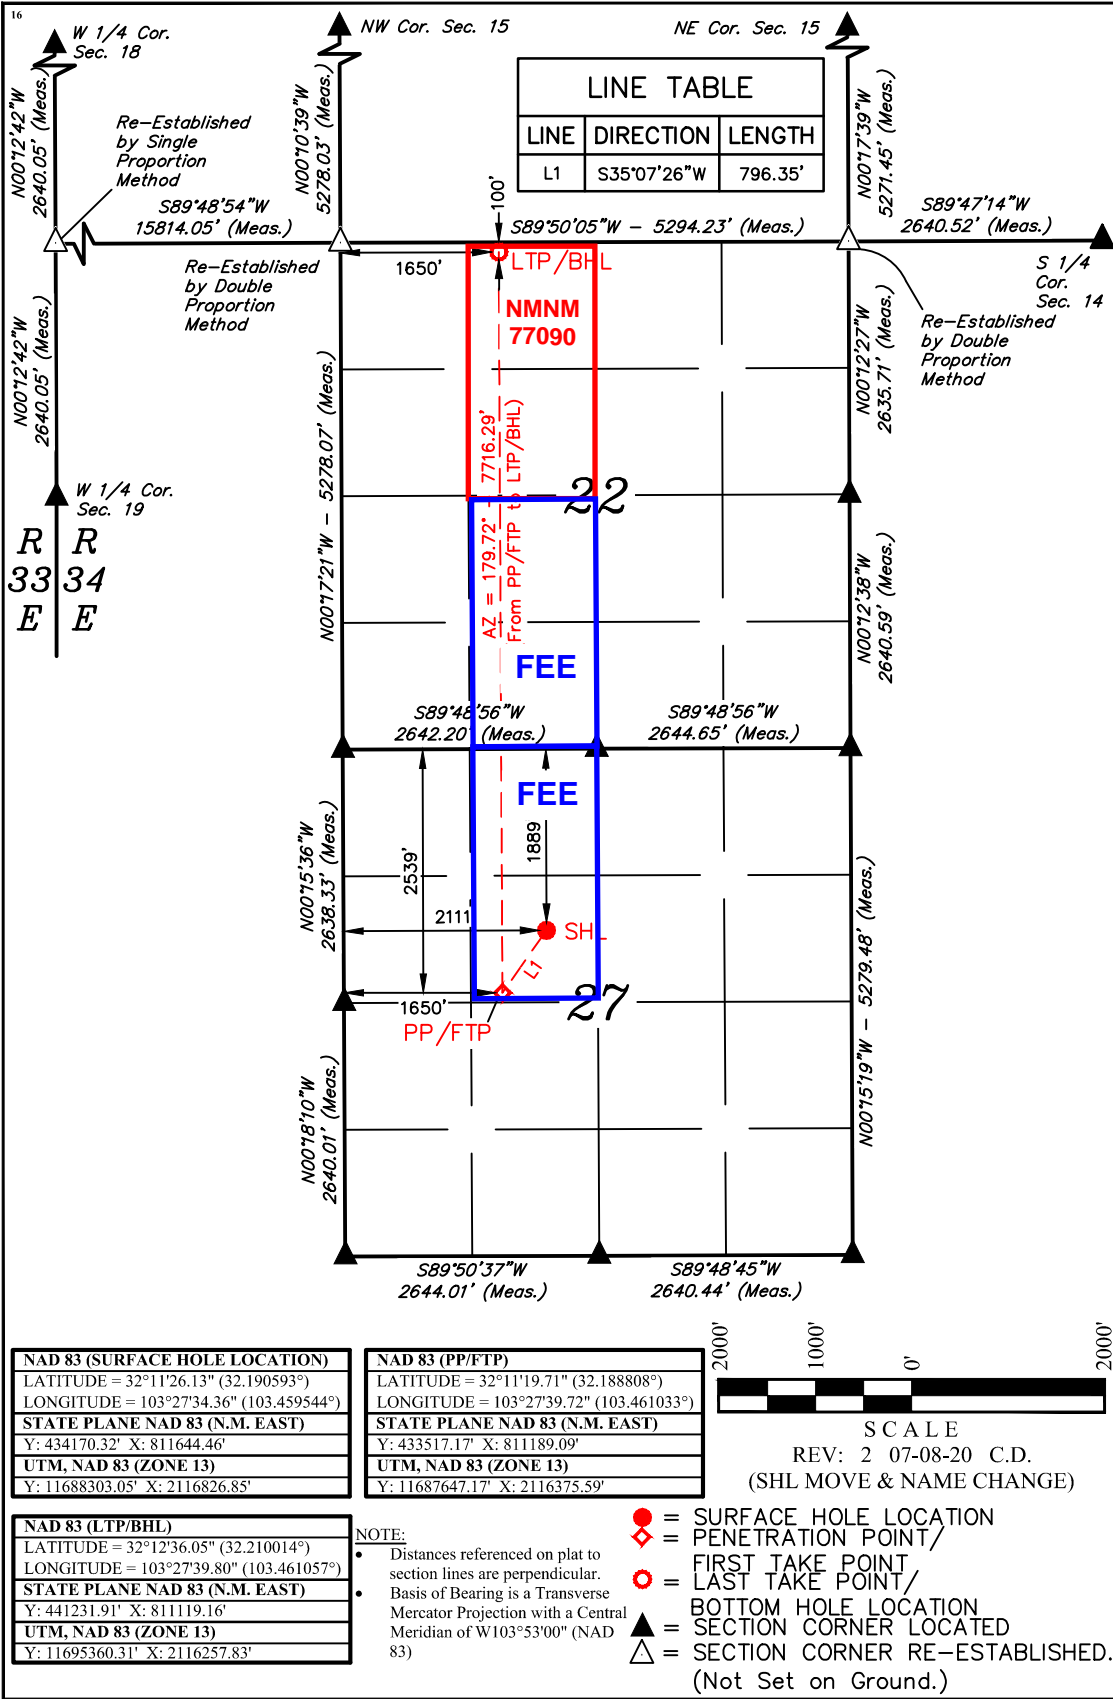 16
W 1/4 Cor.
Sec. 18
NW Cor. Sec. 15
NE Cor. Sec. 15
LINE TABLE
LINE DIRECTION LENGTH
L1 S35°07'26"W 796.35'
N00°12'42"W
2640.05' (Meas.)
Re-Established
by Single
Proportion
Method
N00°10'39"W
5278.03' (Meas.)
N00°17'39"W
5271.45' (Meas.)
S89°48'54"W
15814.05' (Meas.)
100'
S89°50'05"W - 5294.23' (Meas.)
S89°47'14"W
2640.52' (Meas.)
1650'
LTP/BHL
S 1/4
Cor.
Sec. 14
Re-Established
by Double
Proportion
Method
NMNM
77090
Re-Established
by Double
Proportion
Method
N00°12'42"W
2640.05' (Meas.)
N00°17'21"W - 5278.07' (Meas.)
AZ = 179.72° - 7716.29'
From PP/FTP to LTP/BHL)
N00°12'27"W
2635.71' (Meas.)
W 1/4 Cor.
Sec. 19
22
R R
33 34
E E
N00°12'38"W
2640.59' (Meas.)
FEE
S89°48'56"W
2642.20' (Meas.)
S89°48'56"W
2644.65' (Meas.)
FEE
N00°15'36"W
2638.33' (Meas.)
2539'
1889
2111
SHL
L1
1650'
PP/FTP
27
N00°15'19"W - 5279.48' (Meas.)
N00°18'10"W
2640.01' (Meas.)
S89°50'37"W
2644.01' (Meas.)
S89°48'45"W
2640.44' (Meas.)
NAD 83 (SURFACE HOLE LOCATION)
LATITUDE = 32°11'26.13" (32.190593°)
LONGITUDE = 103°27'34.36" (103.459544°)
STATE PLANE NAD 83 (N.M. EAST)
Y: 434170.32' X: 811644.46'
UTM, NAD 83 (ZONE 13)
Y: 11688303.05' X: 2116826.85'
NAD 83 (PP/FTP)
LATITUDE = 32°11'19.71" (32.188808°)
LONGITUDE = 103°27'39.72" (103.461033°)
STATE PLANE NAD 83 (N.M. EAST)
Y: 433517.17' X: 811189.09'
UTM, NAD 83 (ZONE 13)
Y: 11687647.17' X: 2116375.59'
2000' 1000' 0' 2000'
SCALE
REV: 2 07-08-20 C.D.
(SHL MOVE & NAME CHANGE)
NAD 83 (LTP/BHL)
LATITUDE = 32°12'36.05" (32.210014°)
LONGITUDE = 103°27'39.80" (103.461057°)
STATE PLANE NAD 83 (N.M. EAST)
Y: 441231.91' X: 811119.16'
UTM, NAD 83 (ZONE 13)
Y: 11695360.31' X: 2116257.83'
NOTE:
• Distances referenced on plat to
section lines are perpendicular.
• Basis of Bearing is a Transverse
Mercator Projection with a Central
Meridian of W103°53'00" (NAD
83)
= SURFACE HOLE LOCATION
= PENETRATION POINT/
FIRST TAKE POINT
= LAST TAKE POINT/
BOTTOM HOLE LOCATION
= SECTION CORNER LOCATED
= SECTION CORNER RE-ESTABLISHED.
(Not Set on Ground.)